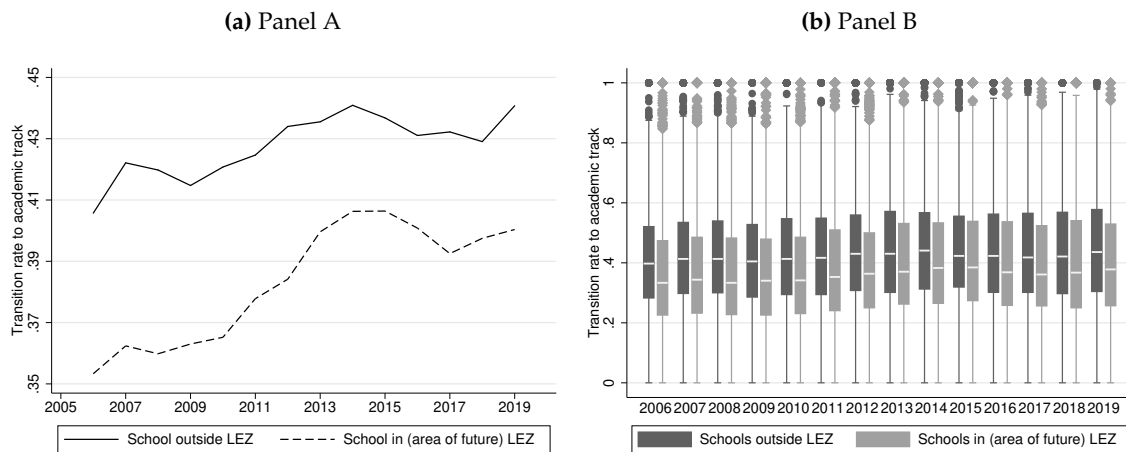 (a) Panel A
Transition rate to academic track
.45
.43
.41
.39
.37
.35
2005 2007 2009 2011 2013 2015 2017 2019
School outside LEZ School in (area of future) LEZ
(b) Panel B
Transition rate to academic track
1
.8
.6
.4
.2
0
2006 2007 2008 2009 2010 2011 2012 2013 2014 2015 2016 2017 2018 2019
Schools outside LEZ Schools in (area of future) LEZ